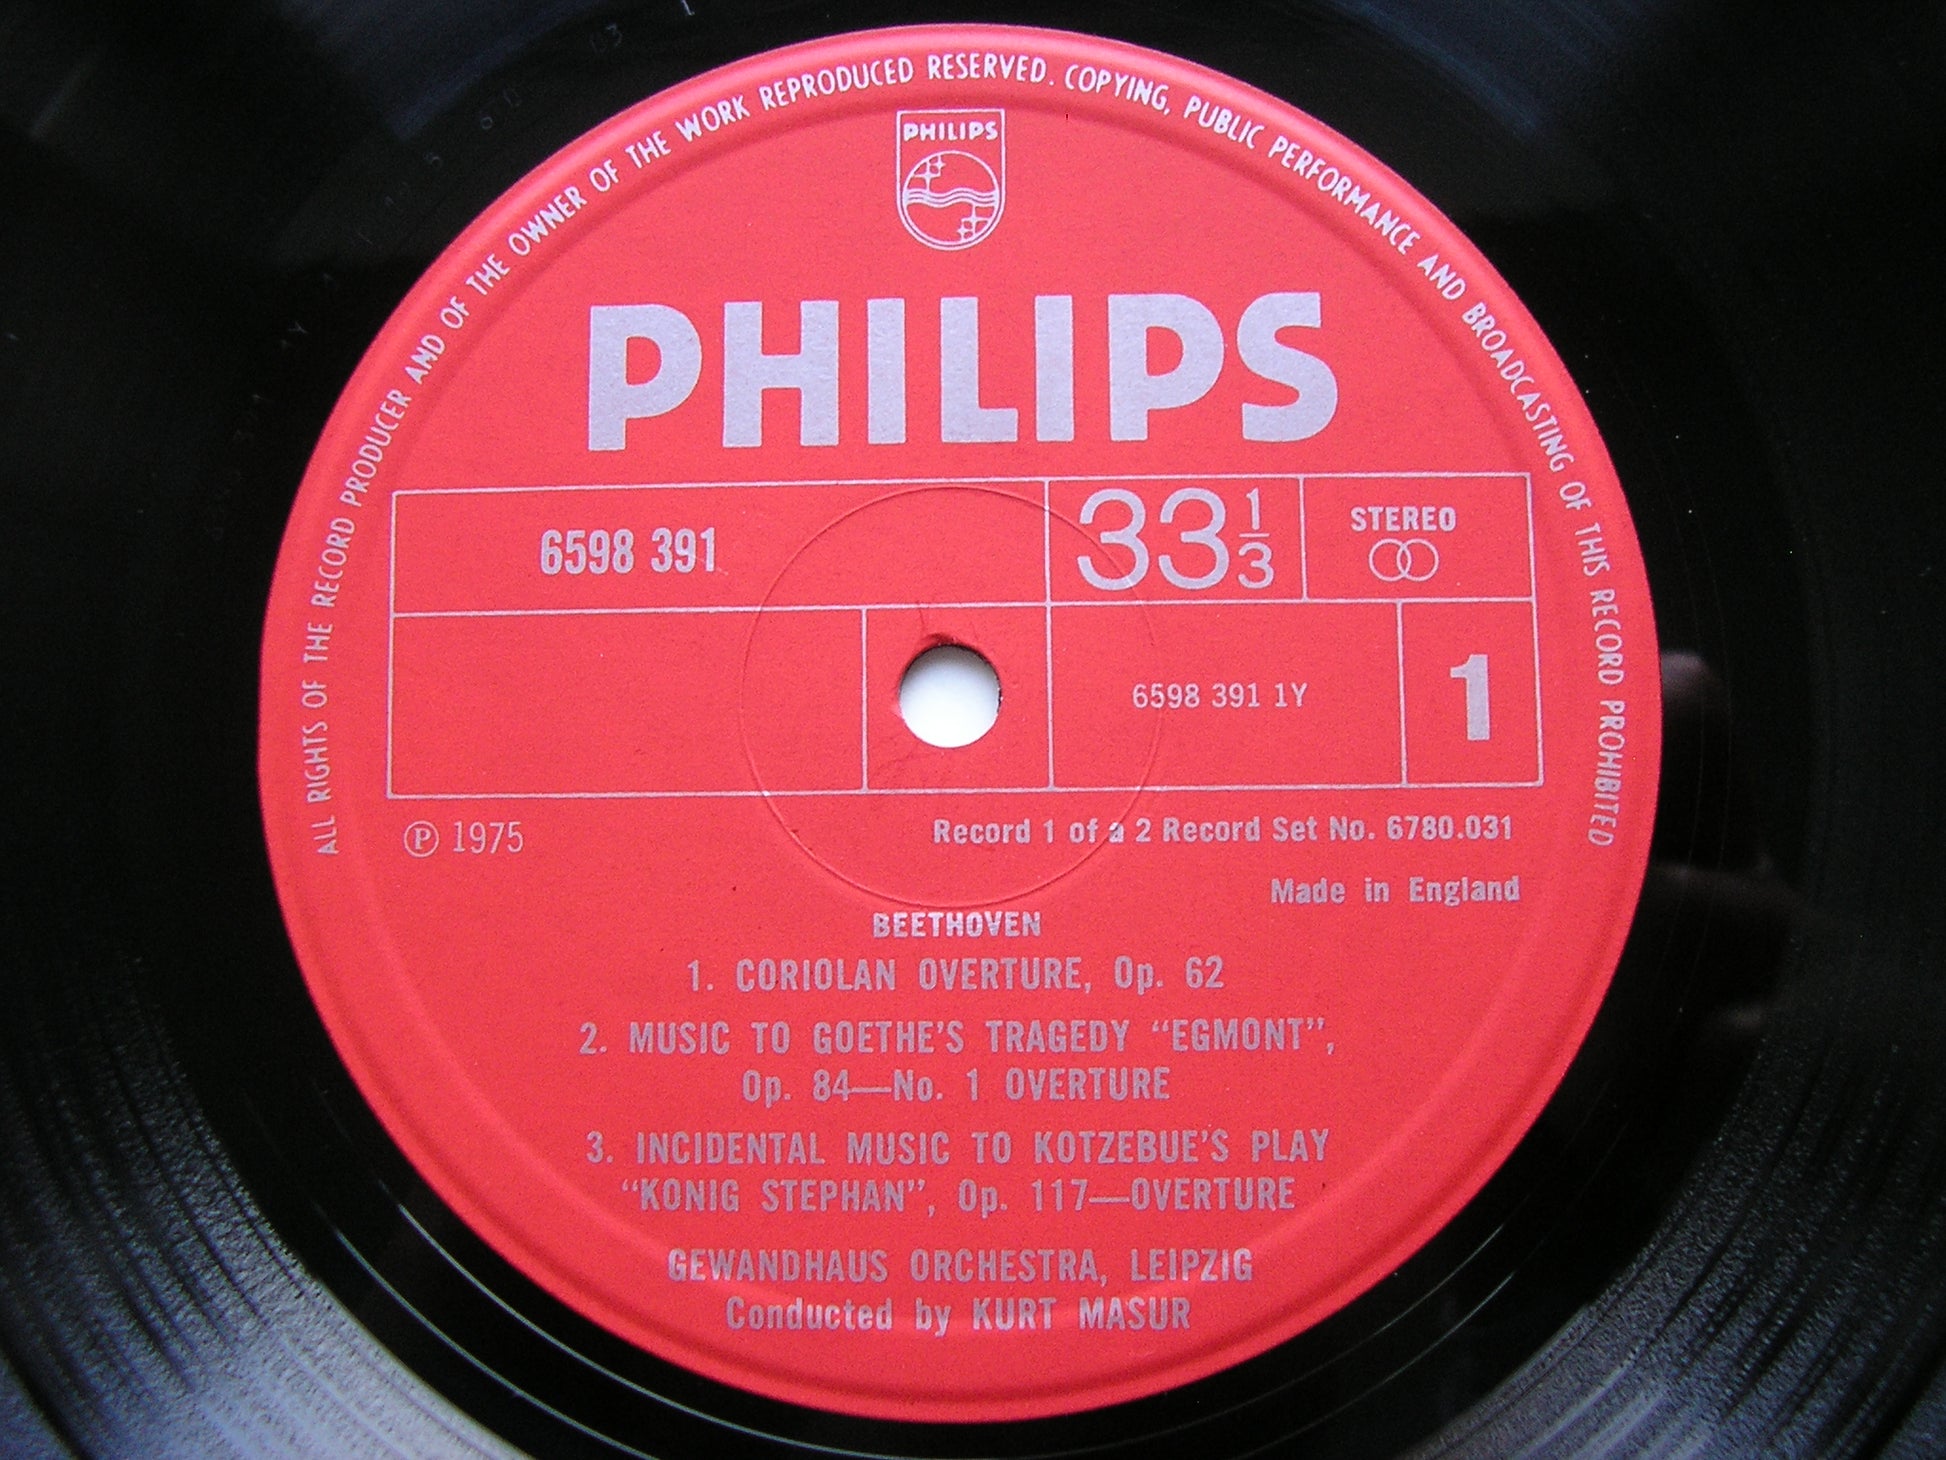 ALL RIGHTS OF THE RECORD PRODUCER AND OF THE OWNER OF THE WORK REPRODUCED RESERVED. COPYING, PUBLIC PERFORMANCE AND BROADCASTING OF THIS RECORD PROHIBITED
PHILIPS
PHILIPS
6598 391
33 1/3
STEREO
6598 391 1Y
1
Ⓟ 1975
Record 1 of a 2 Record Set No. 6780.031
Made in England
BEETHOVEN
1. CORIOLAN OVERTURE, Op. 62
2. MUSIC TO GOETHE'S TRAGEDY “EGMONT”,
Op. 84—No. 1 OVERTURE
3. INCIDENTAL MUSIC TO KOTZEBUE'S PLAY
“KONIG STEPHAN”, Op. 117—OVERTURE
GEWANDHAUS ORCHESTRA, LEIPZIG
Conducted by KURT MASUR